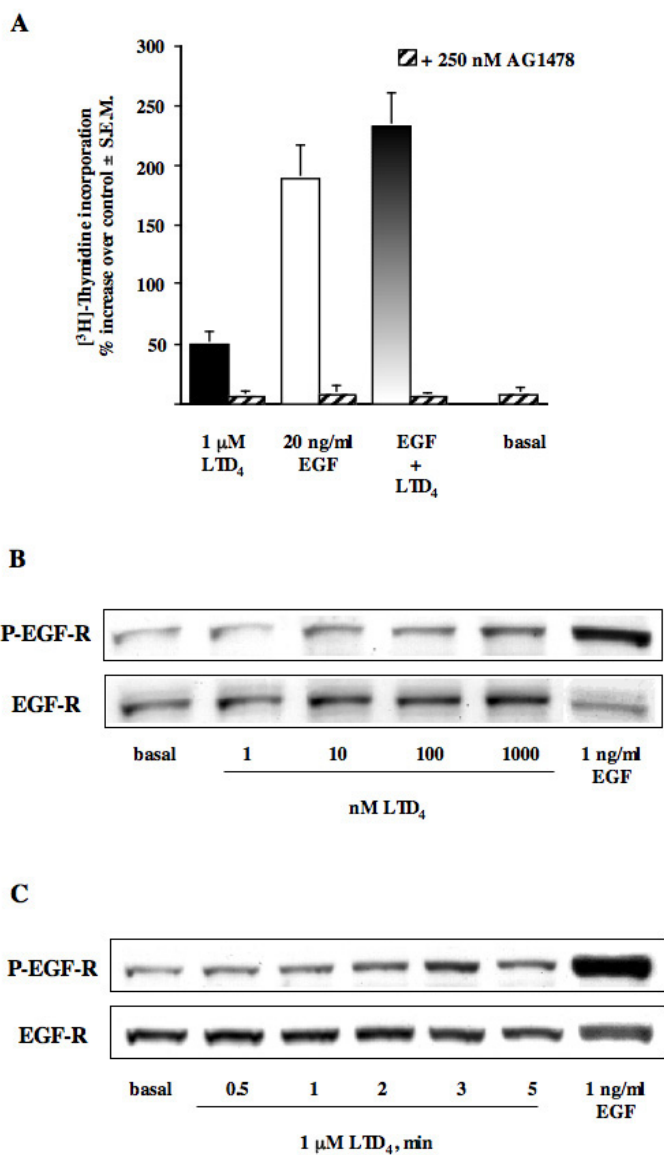 A
300
250
200
150
100
50
[³H]-Thymidine incorporation
% increase over control ± S.E.M.
+ 250 nM AG1478
1 μM
LTD₄
20 ng/ml
EGF
EGF
+
LTD₄
basal
B
P-EGF-R
EGF-R
basal 1 10 100 1000 1 ng/ml
EGF
nM LTD₄
C
P-EGF-R
EGF-R
basal 0.5 1 2 3 5 1 ng/ml
EGF
1 μM LTD₄, min